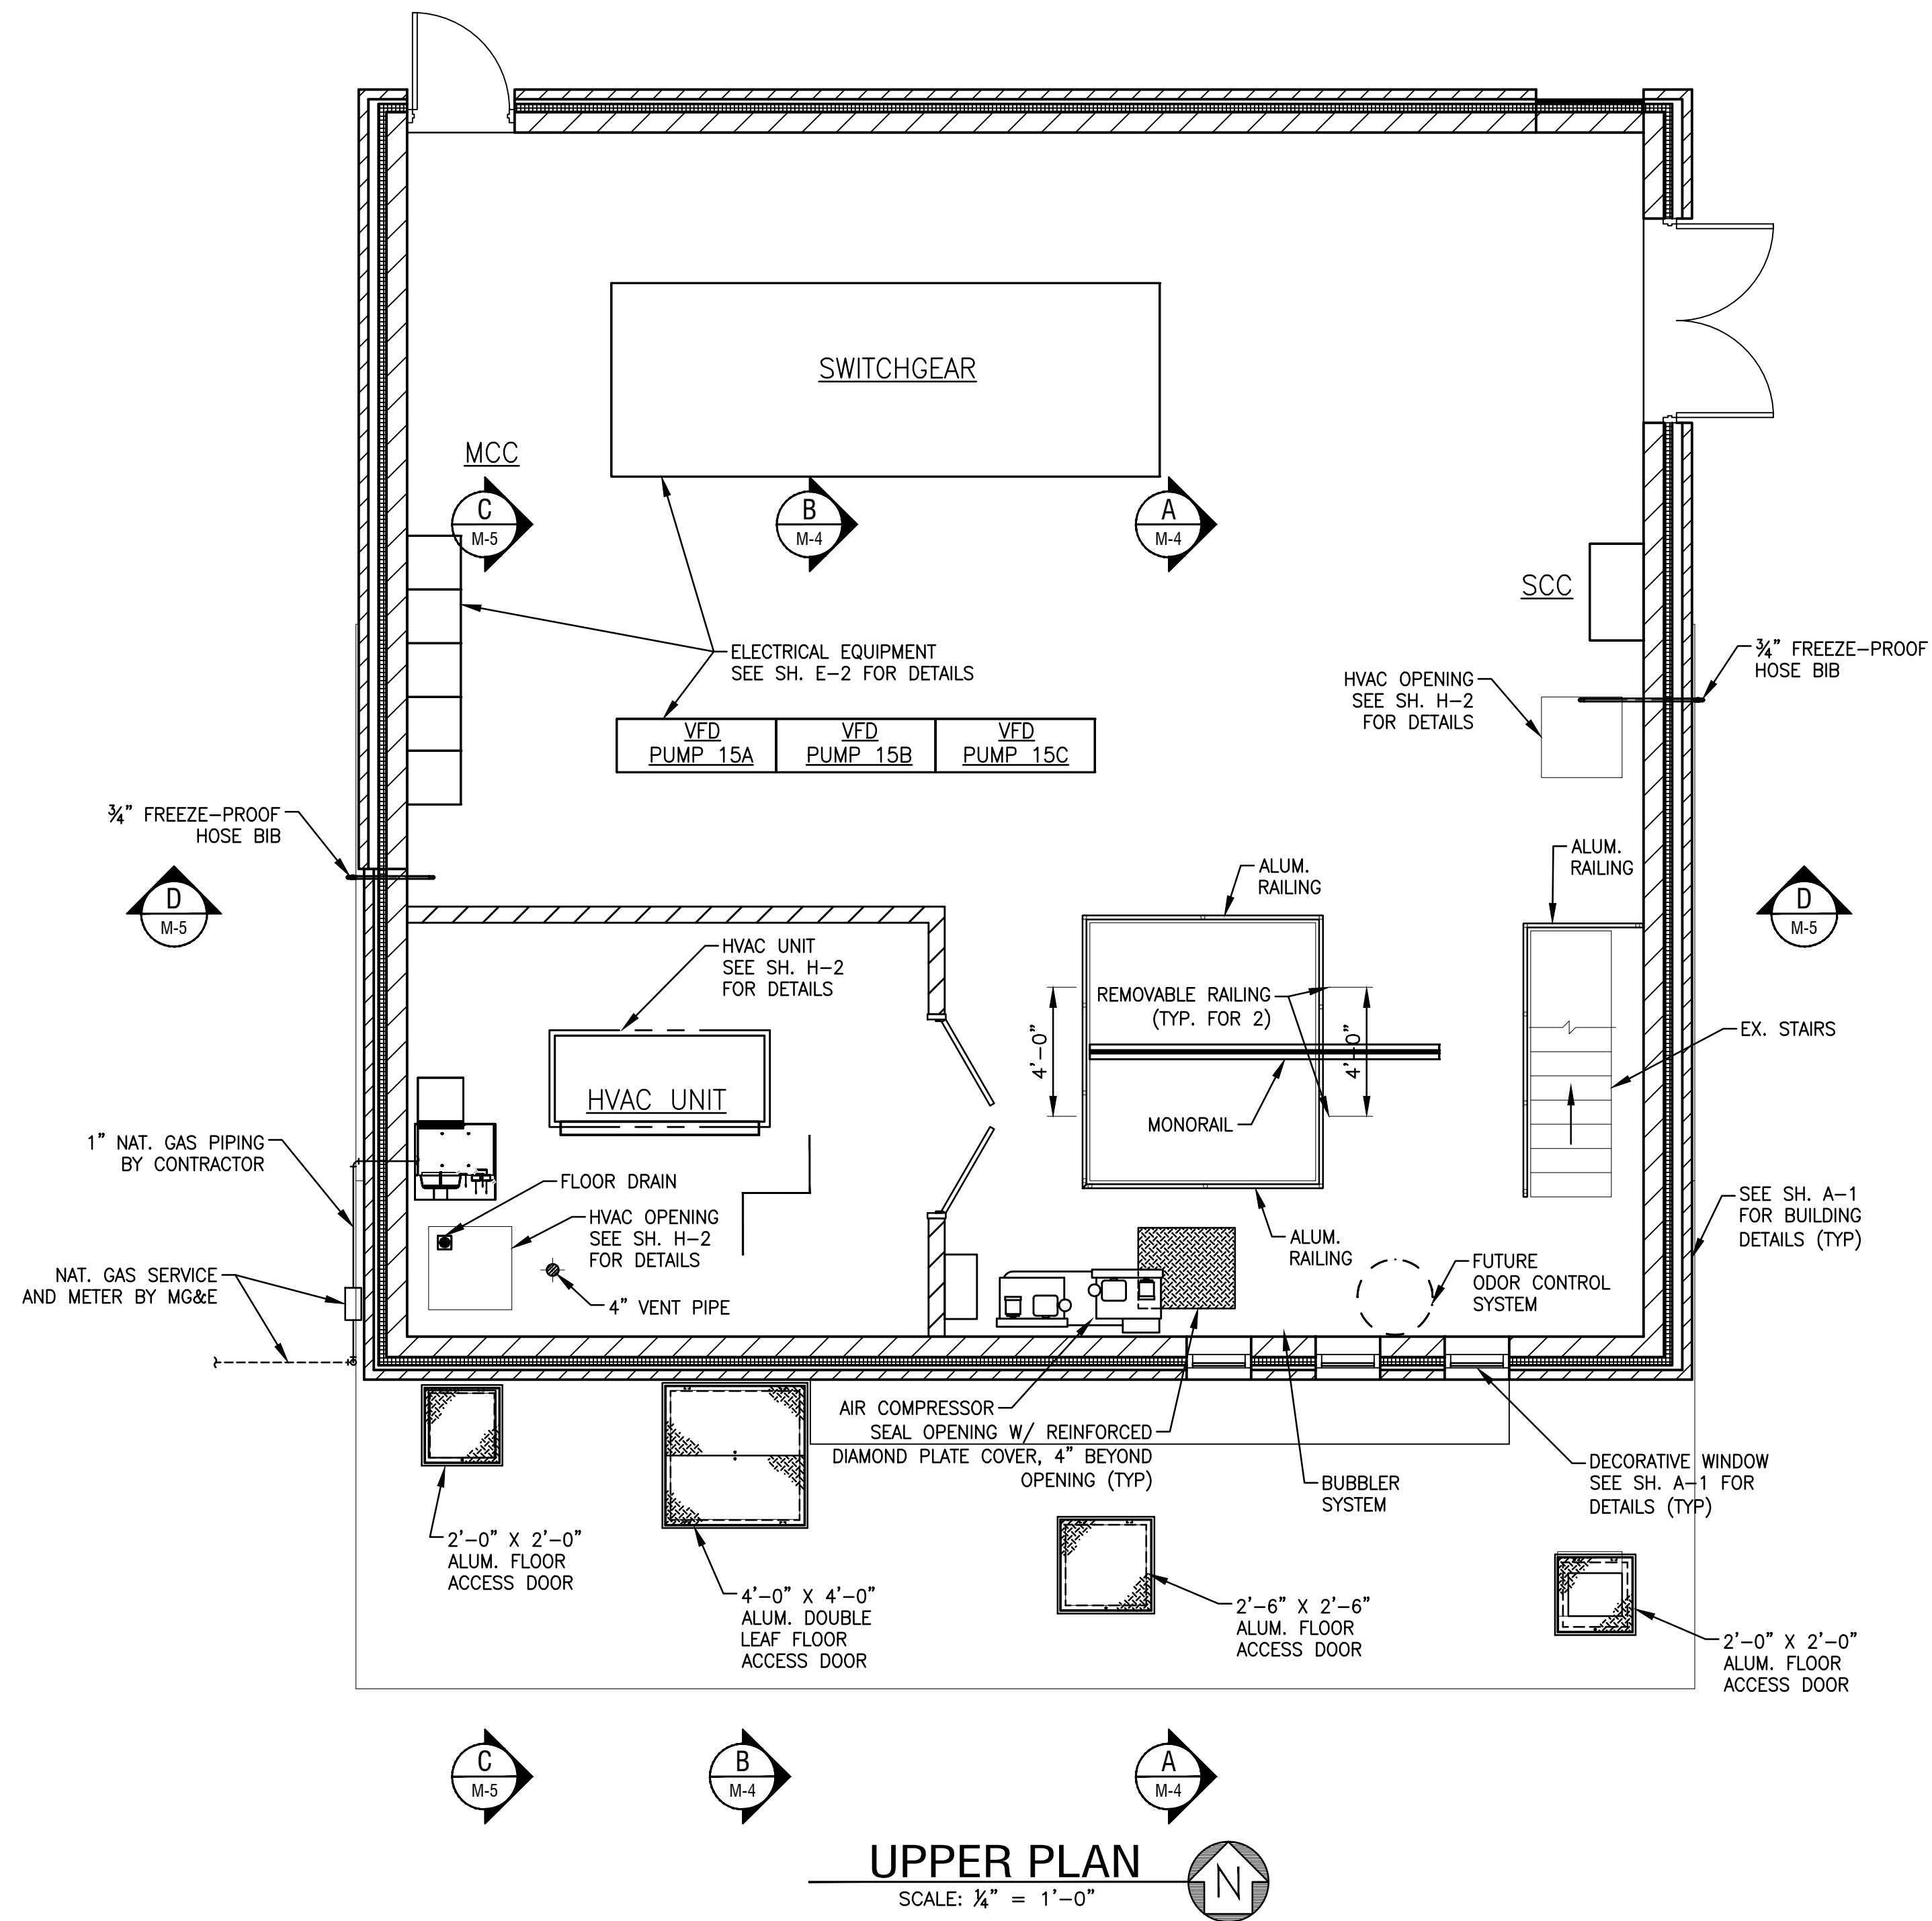 SWITCHGEAR
MCC
C
M-5
B
M-4
A
M-4
SCC
ELECTRICAL EQUIPMENT
SEE SH. E-2 FOR DETAILS
¾" FREEZE-PROOF
HOSE BIB
HVAC OPENING
SEE SH. H-2
FOR DETAILS
VFD
PUMP 15A
VFD
PUMP 15B
VFD
PUMP 15C
¾" FREEZE-PROOF
HOSE BIB
ALUM.
RAILING
ALUM.
RAILING
D
M-5
D
M-5
HVAC UNIT
SEE SH. H-2
FOR DETAILS
REMOVABLE RAILING
(TYP. FOR 2)
4'-0"
4'-0"
EX. STAIRS
HVAC UNIT
MONORAIL
1" NAT. GAS PIPING
BY CONTRACTOR
FLOOR DRAIN
HVAC OPENING
SEE SH. H-2
FOR DETAILS
SEE SH. A-1
FOR BUILDING
DETAILS (TYP)
ALUM.
RAILING
FUTURE
ODOR CONTROL
SYSTEM
NAT. GAS SERVICE
AND METER BY MG&E
4" VENT PIPE
AIR COMPRESSOR
SEAL OPENING W/ REINFORCED
DIAMOND PLATE COVER, 4" BEYOND
OPENING (TYP)
BUBBLER
SYSTEM
DECORATIVE WINDOW
SEE SH. A-1 FOR
DETAILS (TYP)
2'-0" X 2'-0"
ALUM. FLOOR
ACCESS DOOR
4'-0" X 4'-0"
ALUM. DOUBLE
LEAF FLOOR
ACCESS DOOR
2'-6" X 2'-6"
ALUM. FLOOR
ACCESS DOOR
2'-0" X 2'-0"
ALUM. FLOOR
ACCESS DOOR
C
M-5
B
M-4
A
M-4
UPPER PLAN
N
SCALE: ¼" = 1'-0"